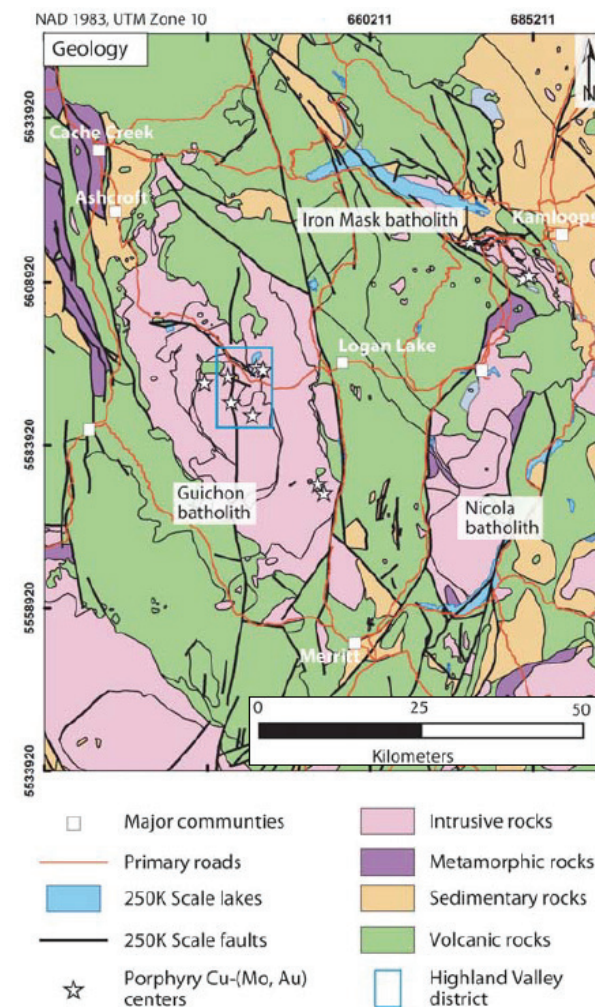 NAD 1983, UTM Zone 10
660211
685211
Geology
N
5633920
Cache Creek
Ashcroft
Iron Mask batholith
Kamloops
5608920
Logan Lake
5583920
Guichon
batholith
Nicola
batholith
5558920
Merritt
0 25 50
Kilometers
5533920
Major communties
Primary roads
250K Scale lakes
250K Scale faults
Porphyry Cu-(Mo, Au)
centers
Intrusive rocks
Metamorphic rocks
Sedimentary rocks
Volcanic rocks
Highland Valley
district